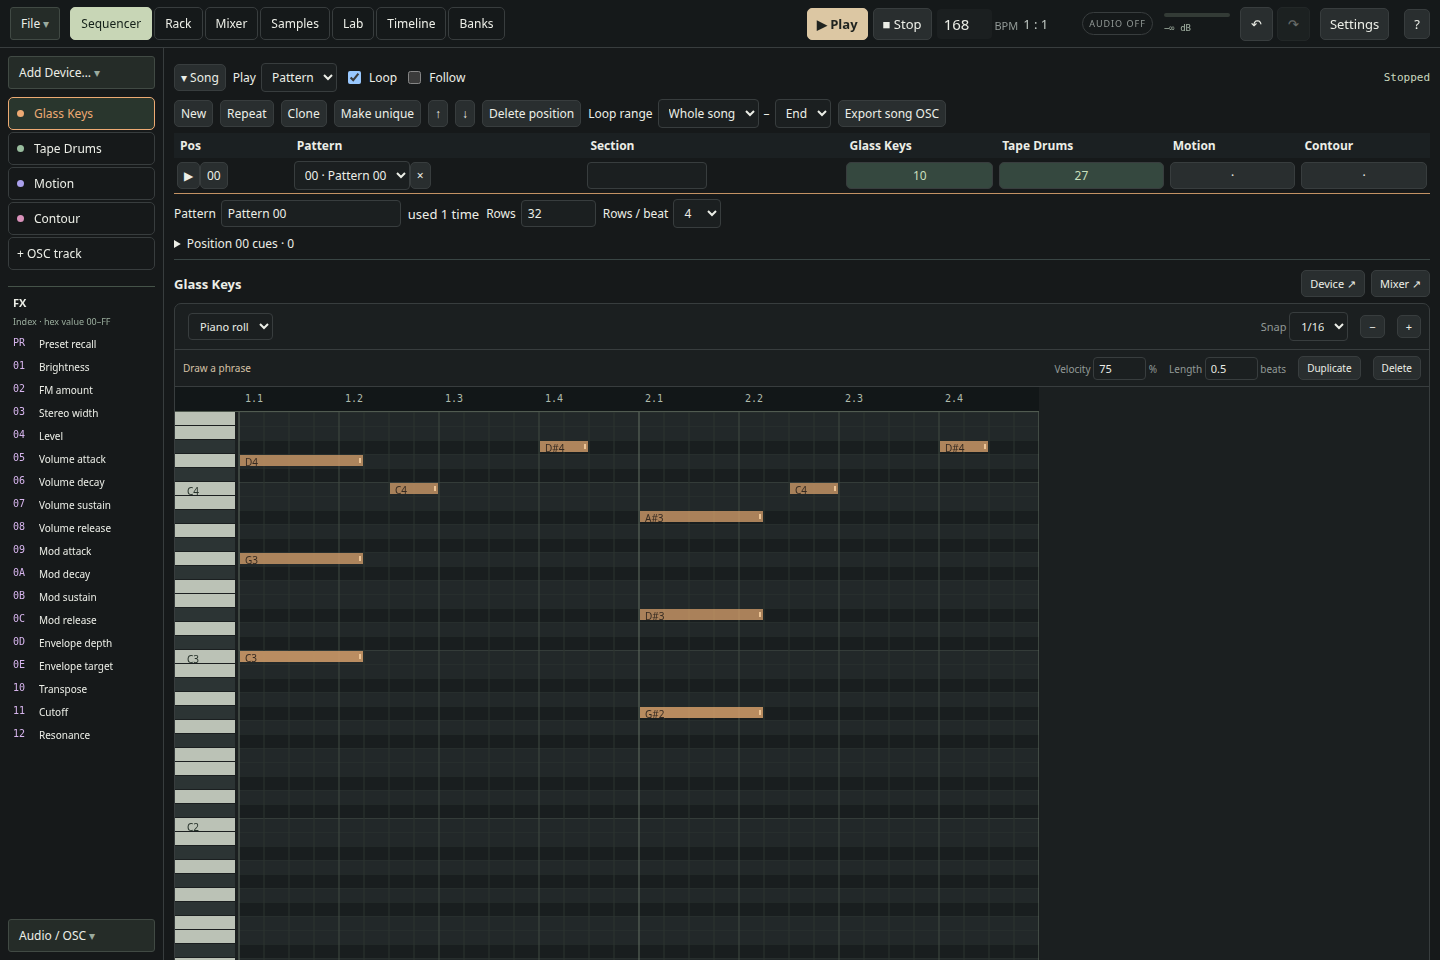 File ▾ Sequencer Rack Mixer Samples Lab Timeline Banks ▶ Play ■ Stop 168 BPM 1 : 1 AUDIO OFF −∞ dB ↶ ↷ Settings ?
Add Device... ▾
Glass Keys
Tape Drums
Motion
Contour
+ OSC track
FX
Index · hex value 00–FF
PR Preset recall
01 Brightness
02 FM amount
03 Stereo width
04 Level
05 Volume attack
06 Volume decay
07 Volume sustain
08 Volume release
09 Mod attack
0A Mod decay
0B Mod sustain
0C Mod release
0D Envelope depth
0E Envelope target
10 Transpose
11 Cutoff
12 Resonance
Audio / OSC ▾
▾ Song Play Pattern Loop Follow Stopped
New Repeat Clone Make unique ↑ ↓ Delete position Loop range Whole song – End Export song OSC
Pos Pattern Section Glass Keys Tape Drums Motion Contour
▶ 00 00 · Pattern 00 × 10 27 · ·
Pattern Pattern 00 used 1 time Rows 32 Rows / beat 4
▶ Position 00 cues · 0
Glass Keys Device ↗ Mixer ↗
Piano roll Snap 1/16 − +
Draw a phrase Velocity 75 % Length 0.5 beats Duplicate Delete
1.1 1.2 1.3 1.4 2.1 2.2 2.3 2.4
D#4 D#4
D4
C4 C4 C4
A#3
G3
D#3
C3 C3
G#2
C2